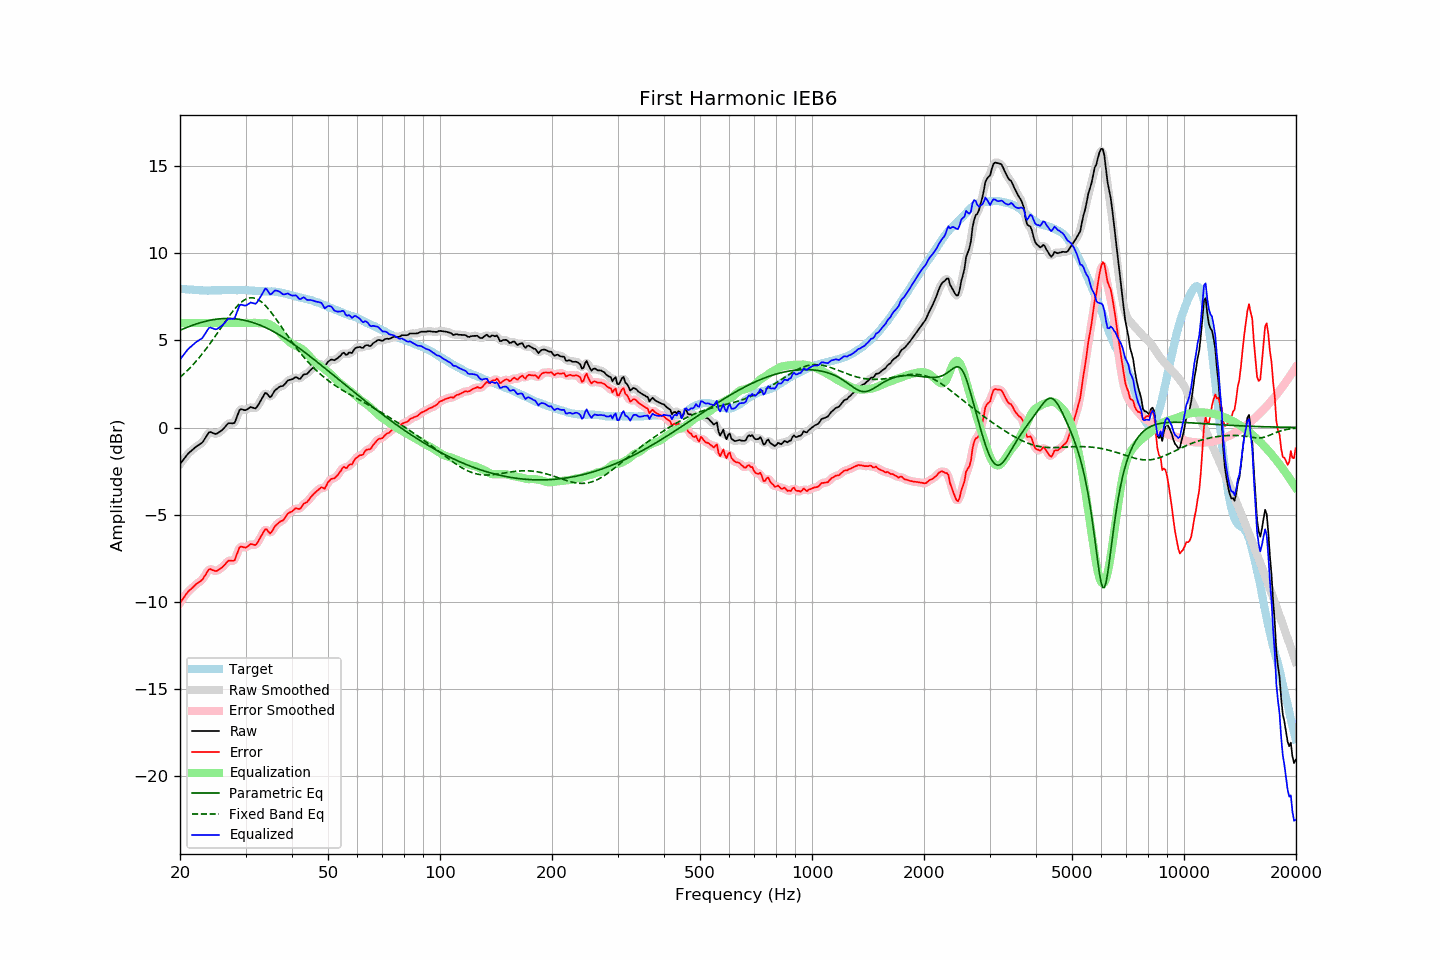 First Harmonic IEB6
Amplitude (dBr)
15
10
5
0
−5
−10
−15
−20
Target
Raw Smoothed
Error Smoothed
Raw
Error
Equalization
Parametric Eq
Fixed Band Eq
Equalized
20 50 100 200 500 1000 2000 5000 10000 20000
Frequency (Hz)